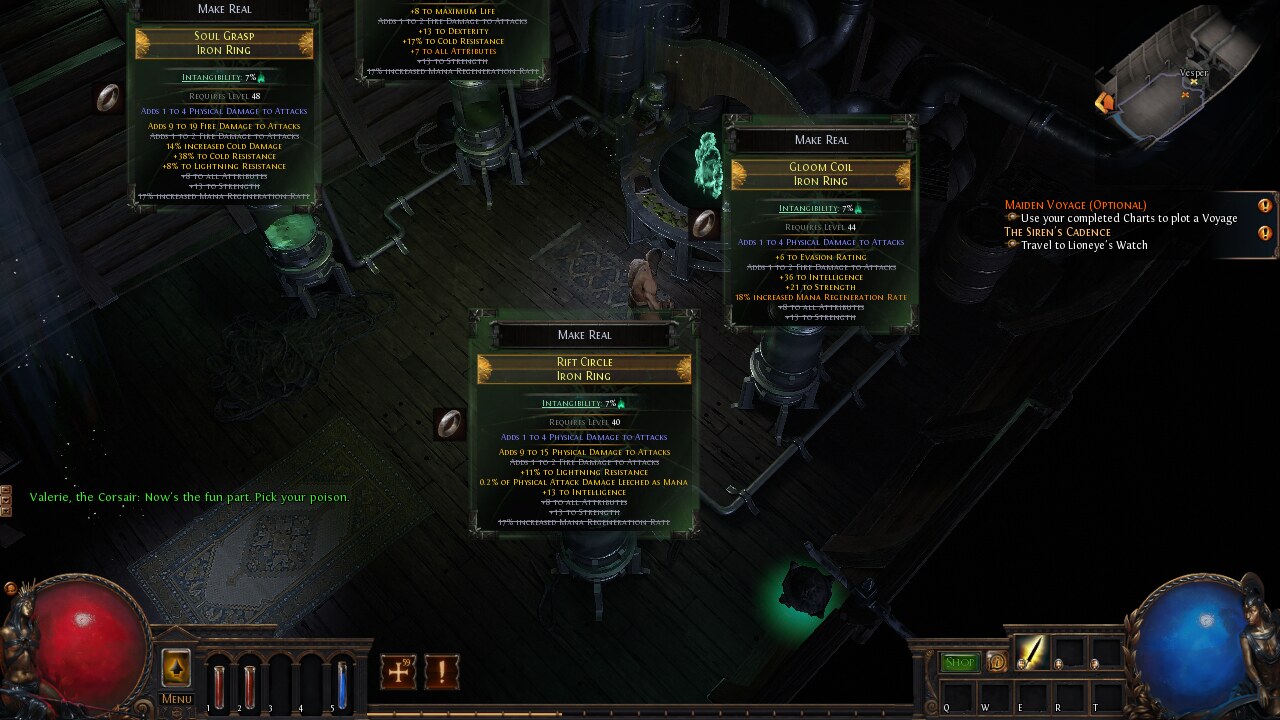 MAKE REAL
SOUL GRASP
IRON RING
INTANGIBILITY: 7%
REQUIRES LEVEL 48
ADDS 1 TO 4 PHYSICAL DAMAGE TO ATTACKS
ADDS 9 TO 19 FIRE DAMAGE TO ATTACKS
ADDS 1 TO 2 FIRE DAMAGE TO ATTACKS
14% INCREASED COLD DAMAGE
+38% TO COLD RESISTANCE
+8% TO LIGHTNING RESISTANCE
+8 TO ALL ATTRIBUTES
+13 TO STRENGTH
17% INCREASED MANA REGENERATION RATE
+8 TO MAXIMUM LIFE
ADDS 1 TO 2 FIRE DAMAGE TO ATTACKS
+13 TO DEXTERITY
+17% TO COLD RESISTANCE
+7 TO ALL ATTRIBUTES
+13 TO STRENGTH
17% INCREASED MANA REGENERATION RATE
Vesper
MAKE REAL
GLOOM COIL
IRON RING
INTANGIBILITY: 7%
REQUIRES LEVEL 44
ADDS 1 TO 4 PHYSICAL DAMAGE TO ATTACKS
+6 TO EVASION RATING
ADDS 1 TO 2 FIRE DAMAGE TO ATTACKS
+36 TO INTELLIGENCE
+21 TO STRENGTH
18% INCREASED MANA REGENERATION RATE
+8 TO ALL ATTRIBUTES
+13 TO STRENGTH
MAIDEN VOYAGE (OPTIONAL)
Use your completed Charts to plot a Voyage
THE SIREN'S CADENCE
Travel to Lioneye's Watch
MAKE REAL
RIFT CIRCLE
IRON RING
INTANGIBILITY: 7%
REQUIRES LEVEL 40
ADDS 1 TO 4 PHYSICAL DAMAGE TO ATTACKS
ADDS 9 TO 15 PHYSICAL DAMAGE TO ATTACKS
ADDS 1 TO 2 FIRE DAMAGE TO ATTACKS
+11% TO LIGHTNING RESISTANCE
0.2% OF PHYSICAL ATTACK DAMAGE LEECHED AS MANA
+13 TO INTELLIGENCE
+8 TO ALL ATTRIBUTES
+13 TO STRENGTH
17% INCREASED MANA REGENERATION RATE
Valerie, the Corsair: Now's the fun part. Pick your poison.
MENU
1 2 3 4 5
SHOP
Q W E R T